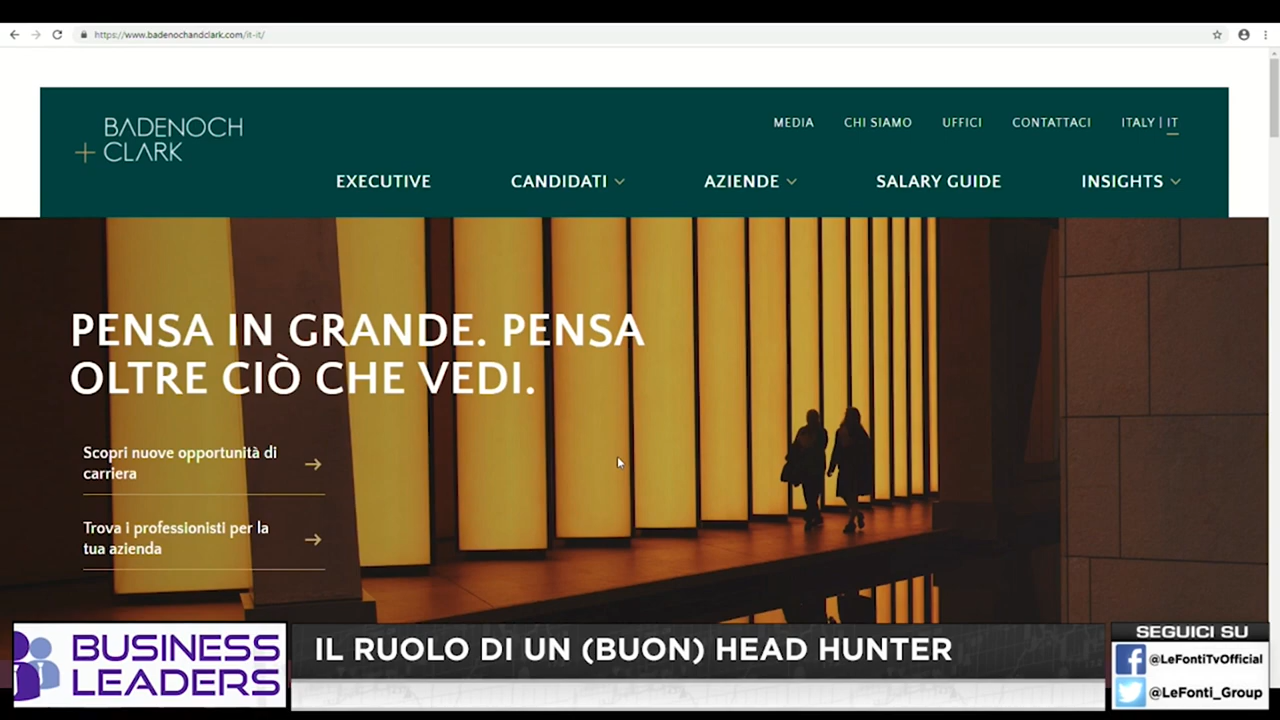 https://www.badenochandclark.com/it-it/
BADENOCH
+ CLARK
MEDIA
CHI SIAMO
UFFICI
CONTATTACI
ITALY | IT
EXECUTIVE
CANDIDATI
AZIENDE
SALARY GUIDE
INSIGHTS
PENSA IN GRANDE. PENSA
OLTRE CIÒ CHE VEDI.
Scopri nuove opportunità di
carriera
Trova i professionisti per la
tua azienda
BUSINESS
LEADERS
IL RUOLO DI UN (BUON) HEAD HUNTER
SEGUICI SU
@LeFontiTvOfficial
@LeFonti_Group